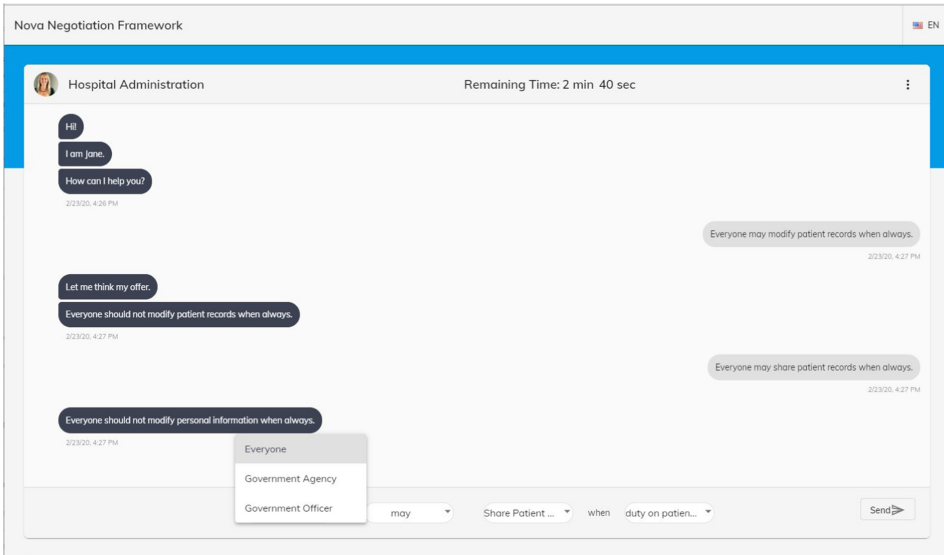 Nova Negotiation Framework
EN
Hospital Administration
Remaining Time: 2 min 40 sec
Hi!
I am Jane.
How can I help you?
2/23/20, 4:26 PM
Everyone may modify patient records when always.
2/23/20, 4:27 PM
Let me think my offer.
Everyone should not modify patient records when always.
2/23/20, 4:27 PM
Everyone may share patient records when always.
2/23/20, 4:27 PM
Everyone should not modify personal information when always.
2/23/20, 4:27 PM
Everyone
Government Agency
Government Officer
may
Share Patient ...
when
duty on patien...
Send